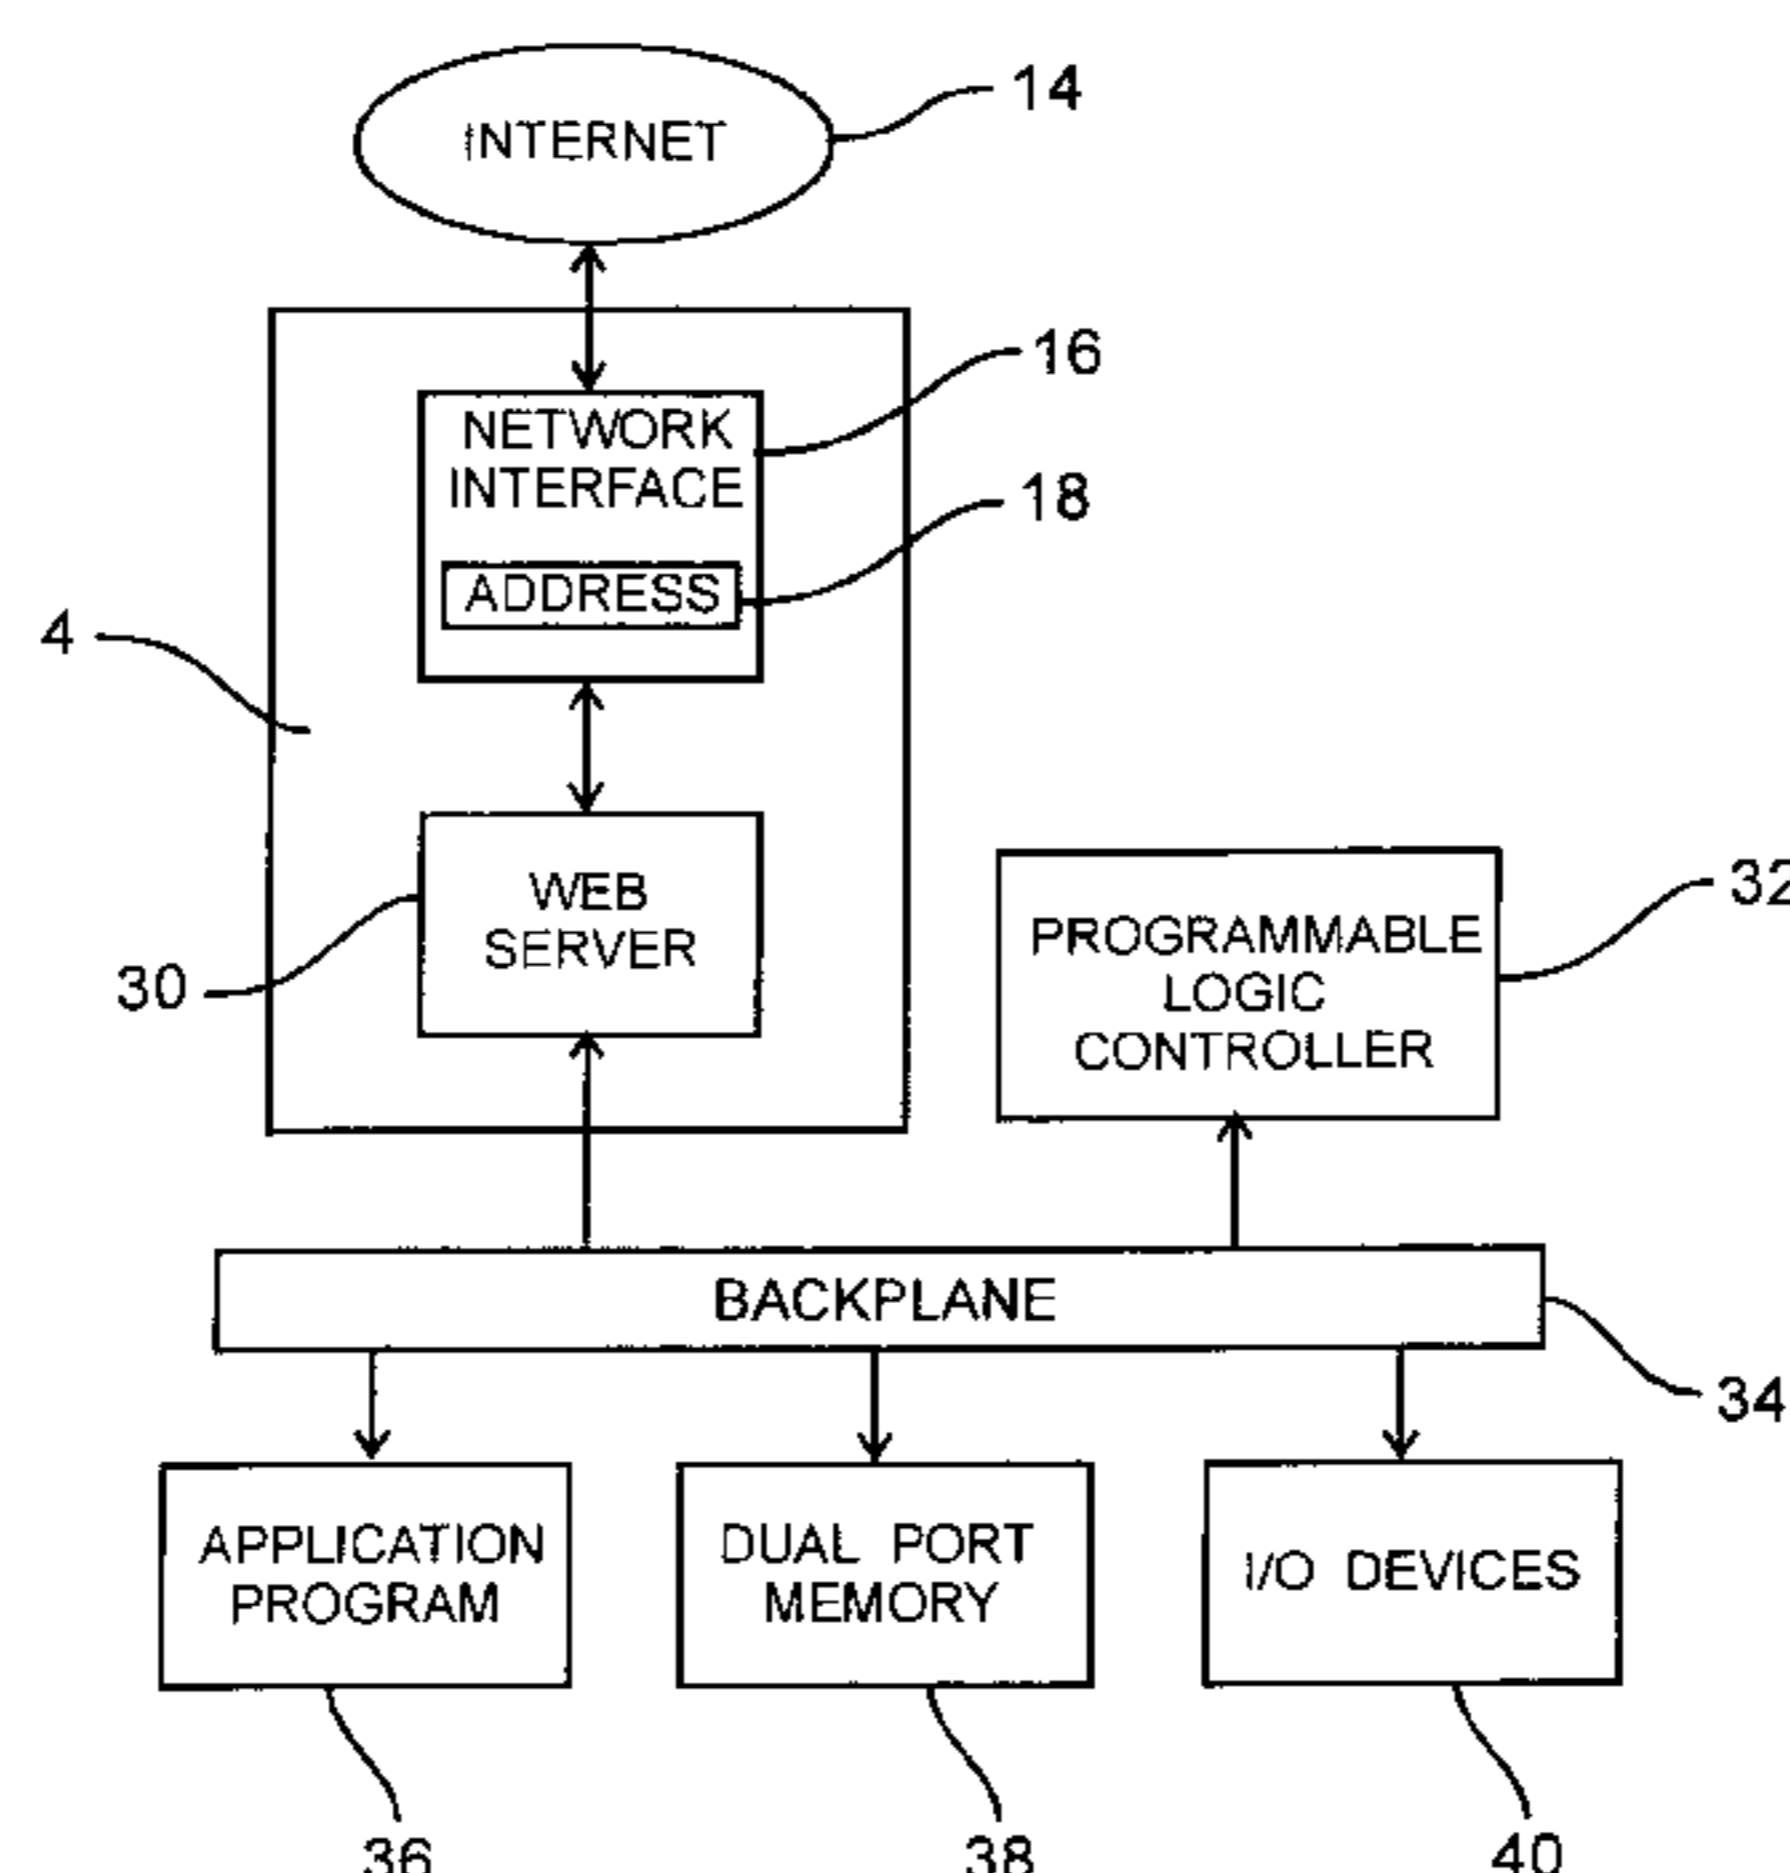 INTERNET
14
16
NETWORK
INTERFACE
18
ADDRESS
4
WEB
SERVER
30
32
PROGRAMMABLE
LOGIC
CONTROLLER
BACKPLANE
34
APPLICATION
PROGRAM
DUAL PORT
MEMORY
I/O DEVICES
36
38
40